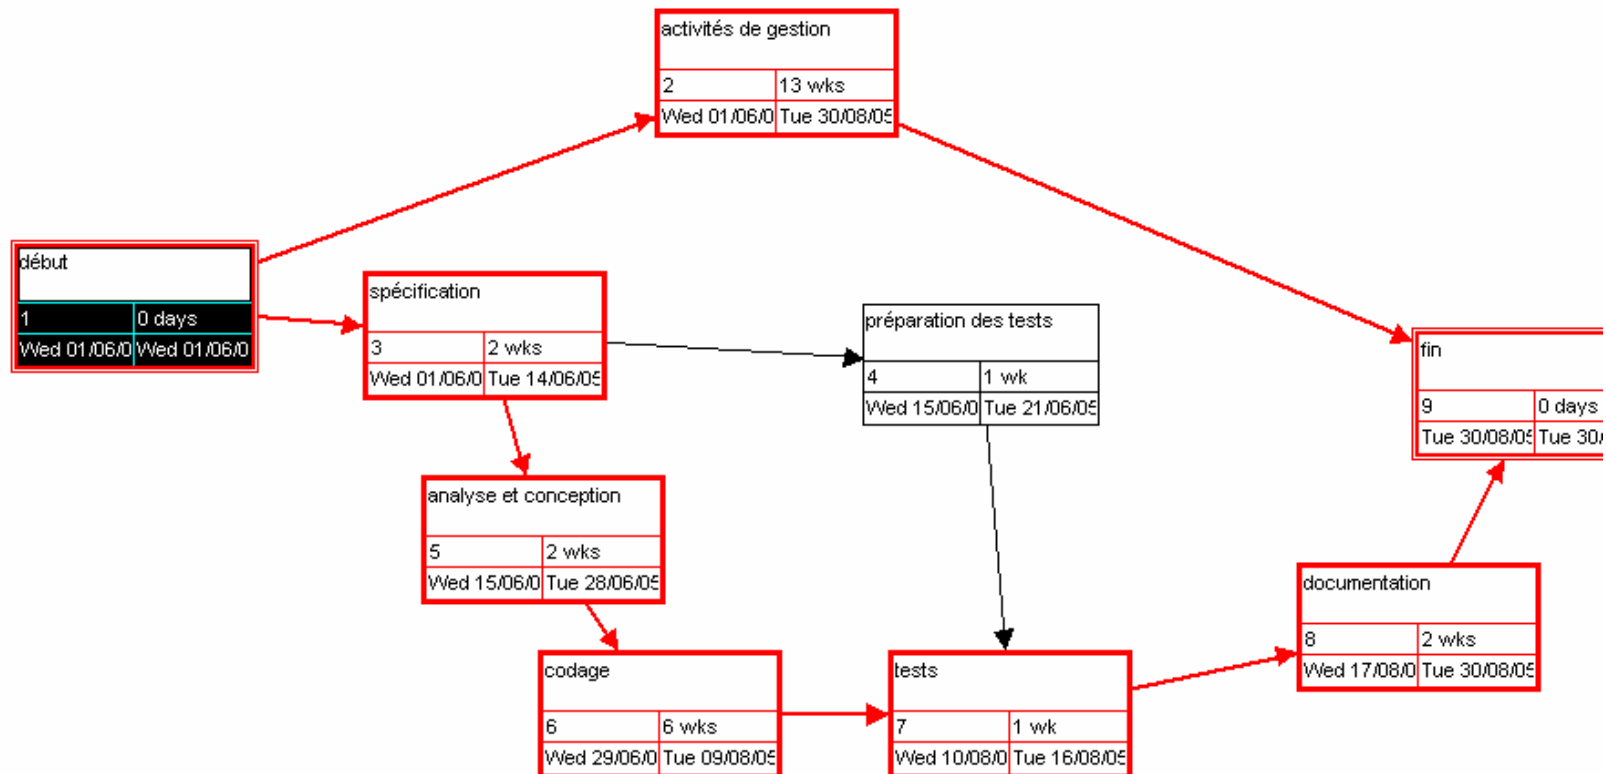 activités de gestion
2 13 wks
Wed 01/06/0 Tue 30/08/05
début
1 0 days
Wed 01/06/0 Wed 01/06/0
spécification
3 2 wks
Wed 01/06/0 Tue 14/06/05
préparation des tests
4 1 wk
Wed 15/06/0 Tue 21/06/05
fin
9 0 days
Tue 30/08/05 Tue 30/
analyse et conception
5 2 wks
Wed 15/06/0 Tue 28/06/05
documentation
8 2 wks
Wed 17/08/0 Tue 30/08/05
codage
6 6 wks
Wed 29/06/0 Tue 09/08/05
tests
7 1 wk
Wed 10/08/0 Tue 16/08/05